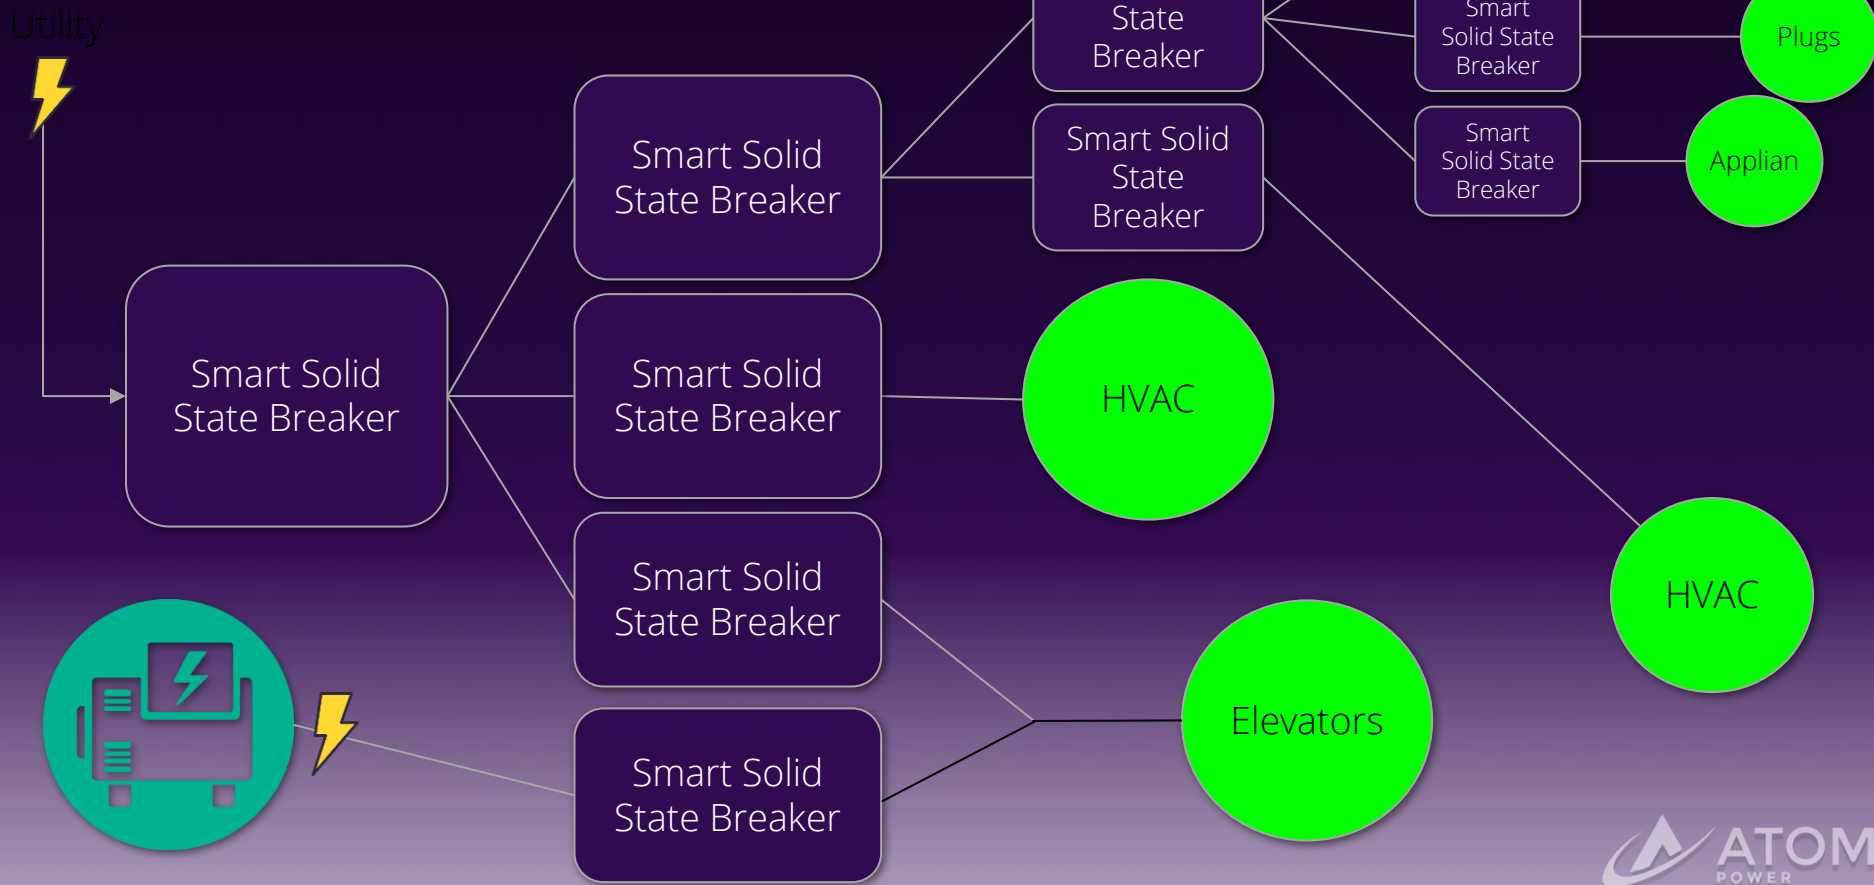 Utility
State
Breaker
Smart
Solid State
Breaker
Plugs
Smart Solid
State Breaker
Smart Solid
State
Breaker
Smart
Solid State
Breaker
Applian
Smart Solid
State Breaker
Smart Solid
State Breaker
HVAC
Smart Solid
State Breaker
HVAC
Elevators
Smart Solid
State Breaker
ATOM
POWER